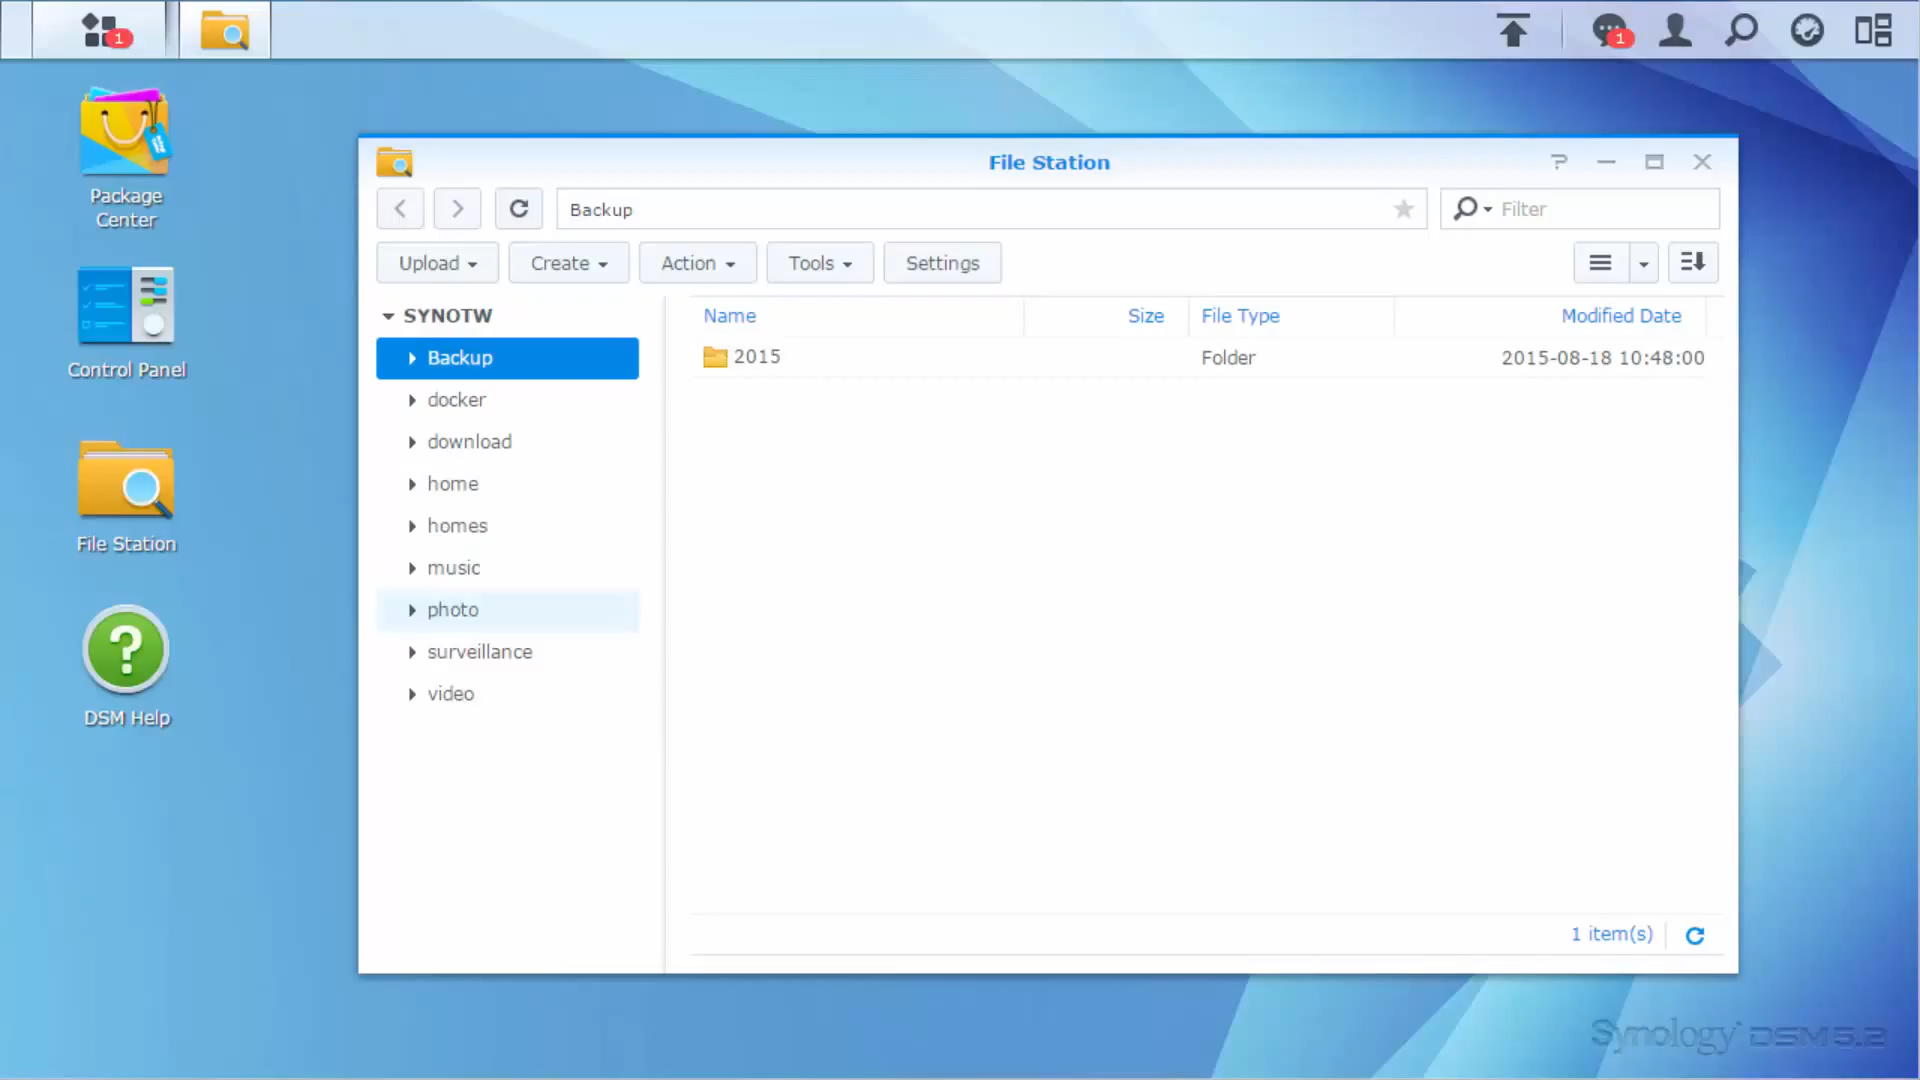 1
1
Package
Center
Control Panel
File Station
?
DSM Help
File Station
?
Backup
Filter
Upload
Create
Action
Tools
Settings
SYNOTW
Backup
docker
download
home
homes
music
photo
surveillance
video
Name Size File Type Modified Date
2015 Folder 2015-08-18 10:48:00
1 item(s)
Synology DSM 5.2